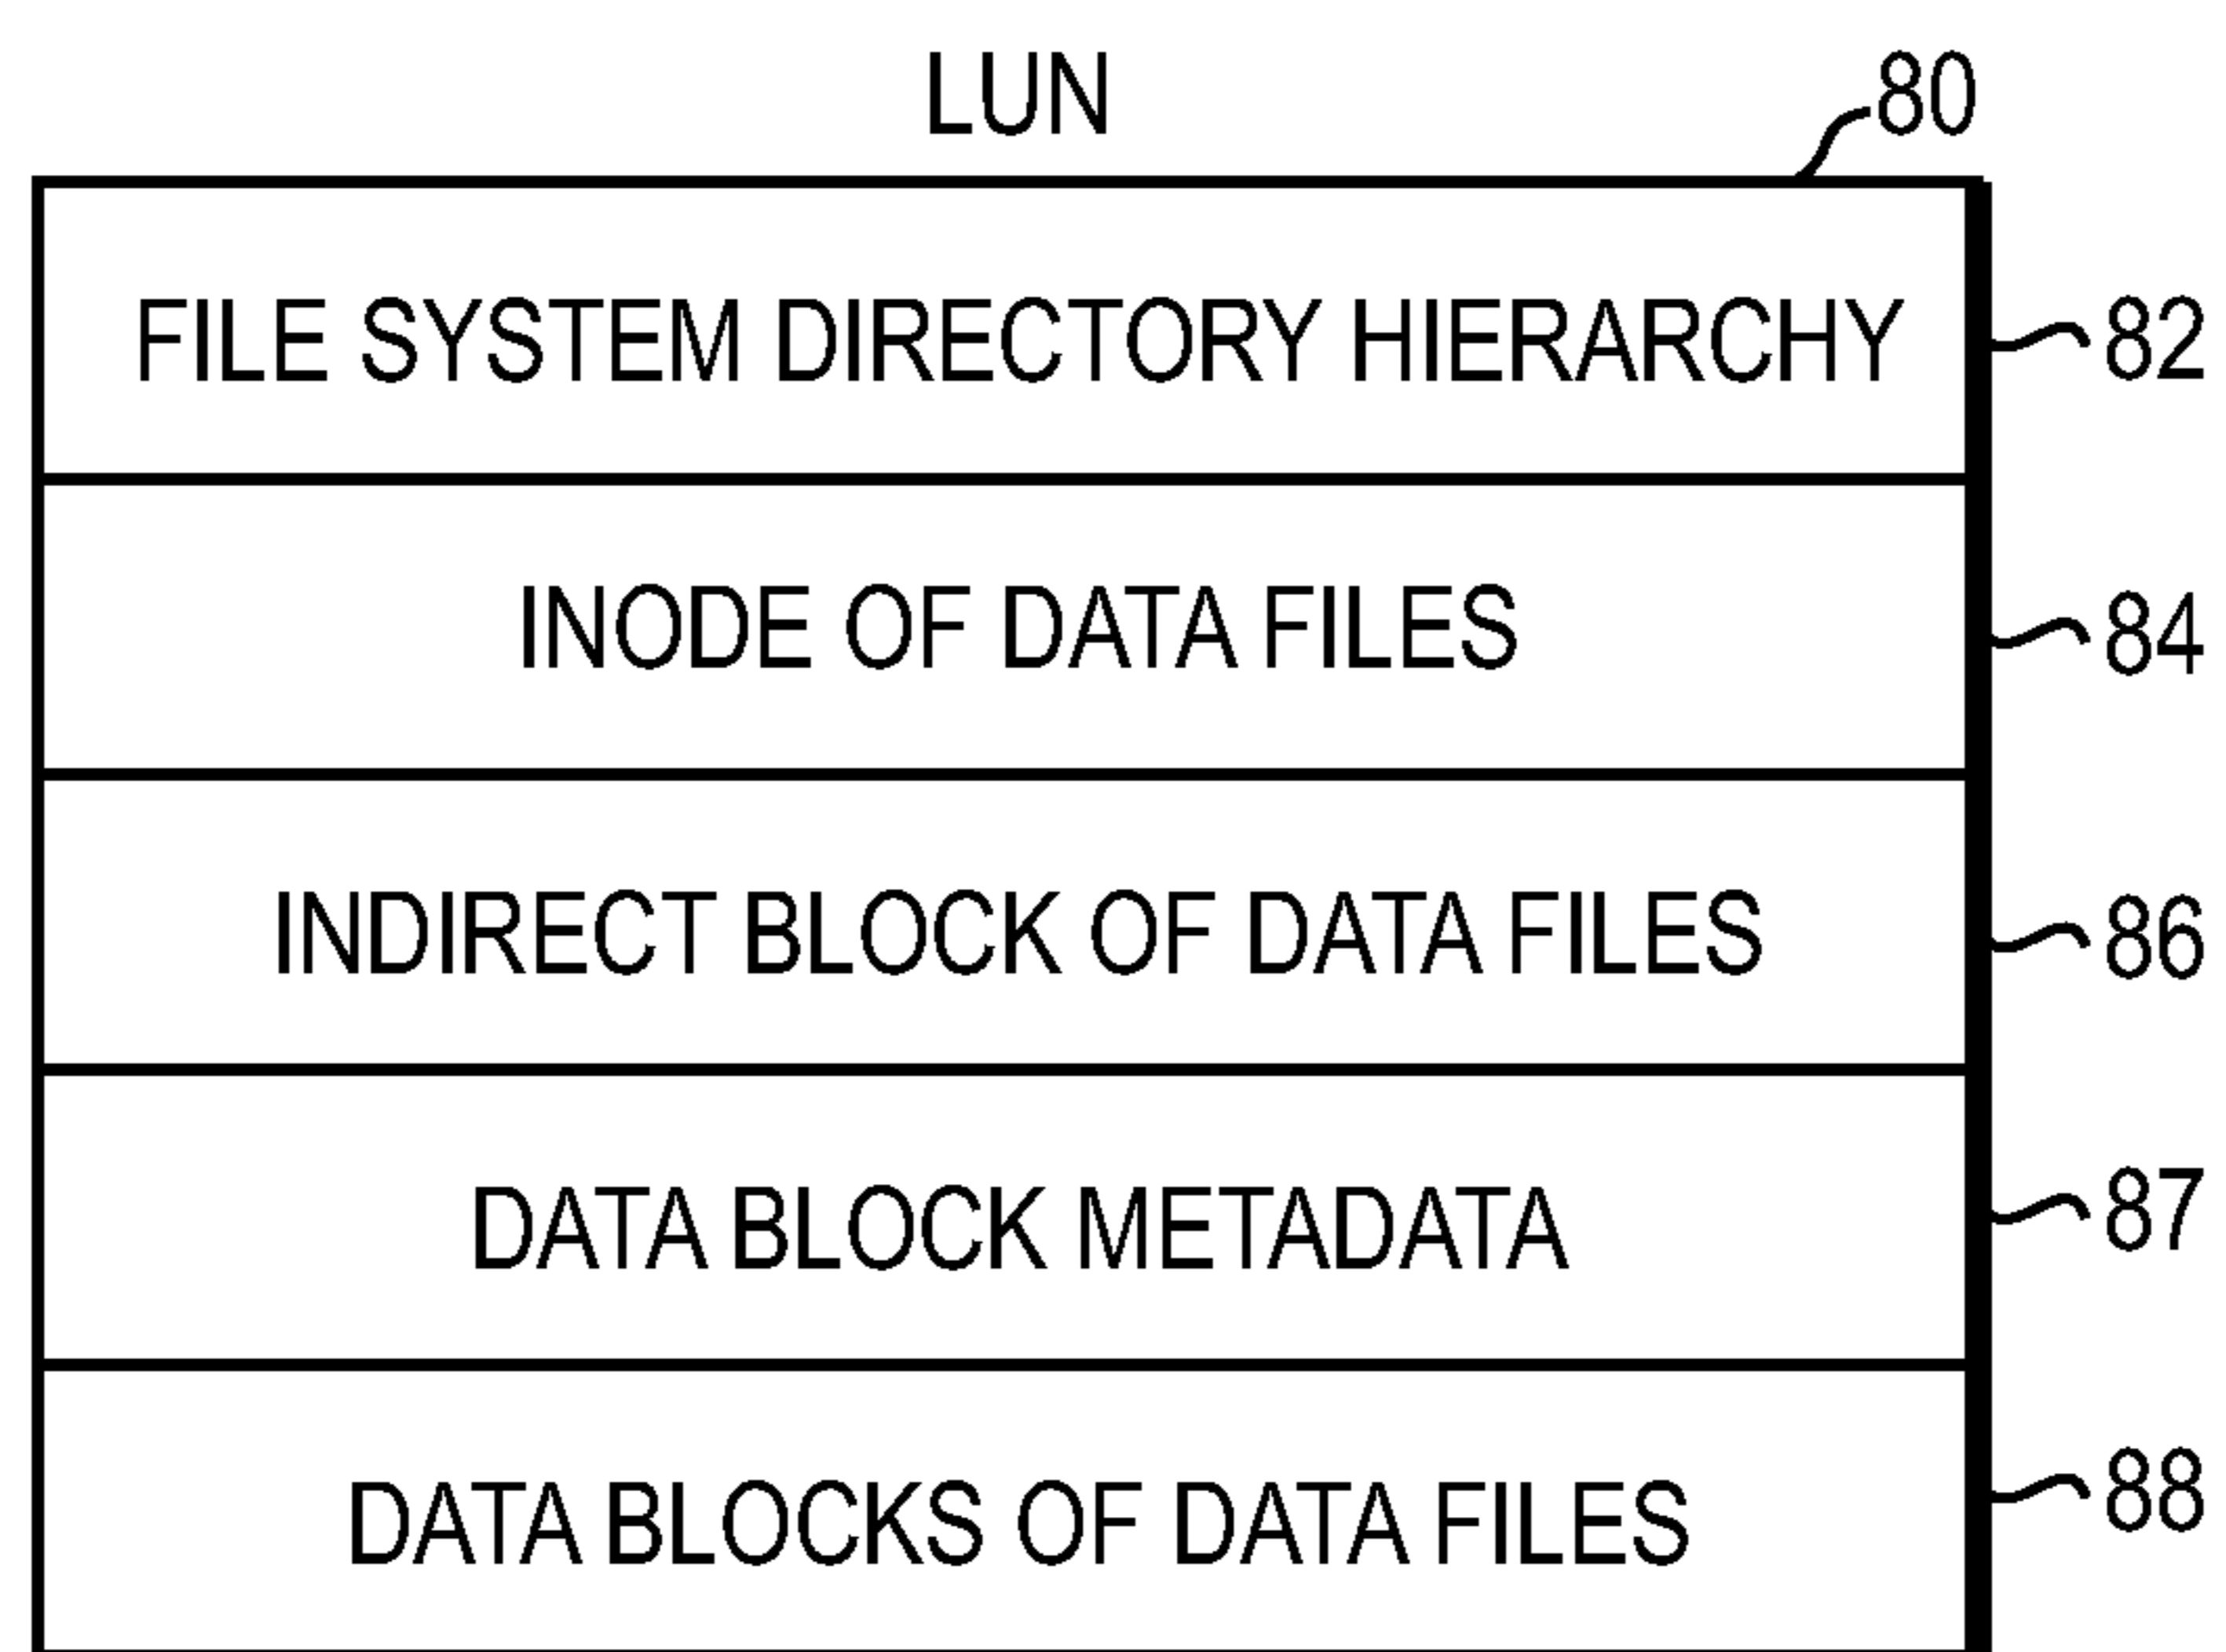 LUN
80
FILE SYSTEM DIRECTORY HIERARCHY 82
INODE OF DATA FILES 84
INDIRECT BLOCK OF DATA FILES 86
DATA BLOCK METADATA 87
DATA BLOCKS OF DATA FILES 88